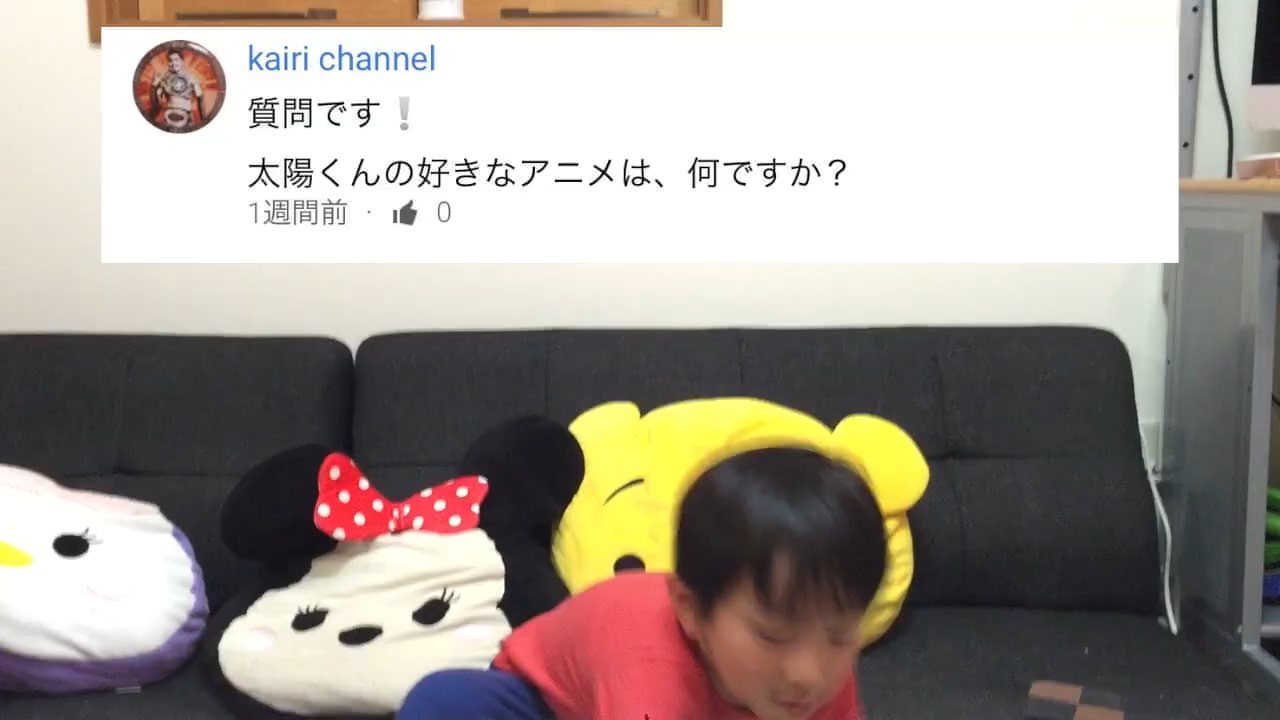 kairi channel
質問です❕
太陽くんの好きなアニメは、何ですか？
1週間前 · 0